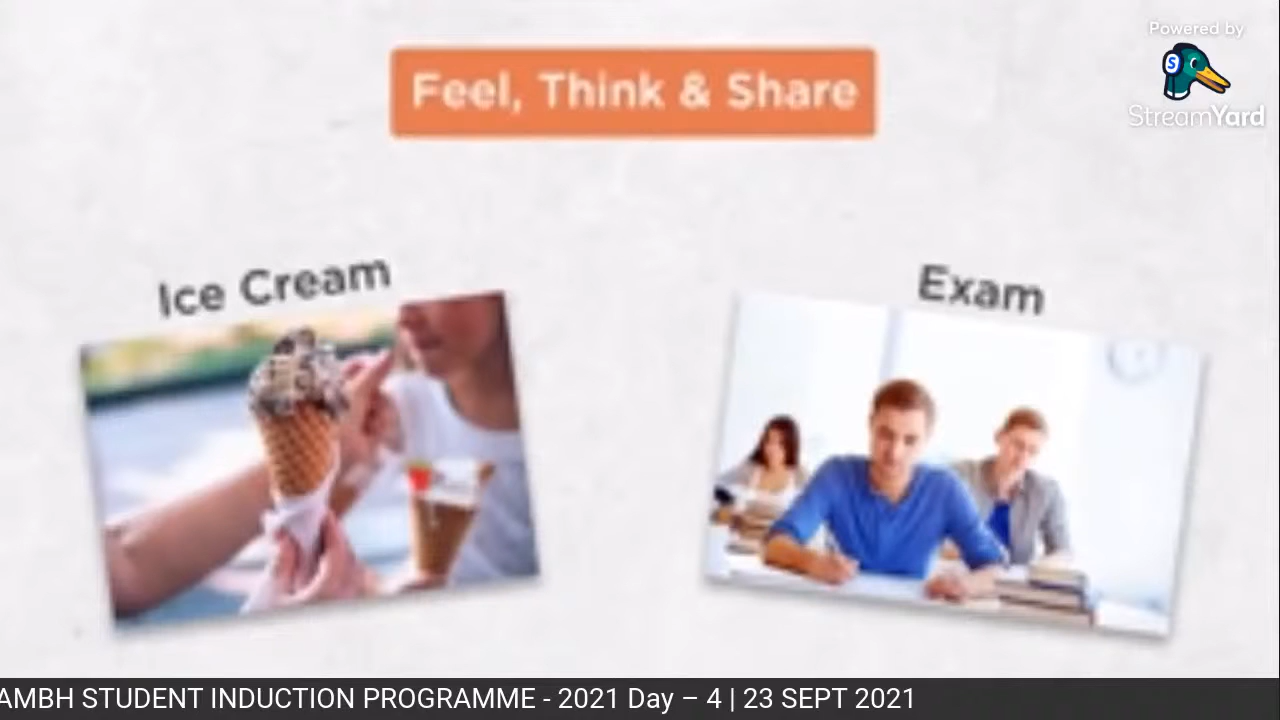 Powered by
StreamYard
Feel, Think & Share
Ice Cream
Exam
AMBH STUDENT INDUCTION PROGRAMME - 2021 Day – 4 | 23 SEPT 2021